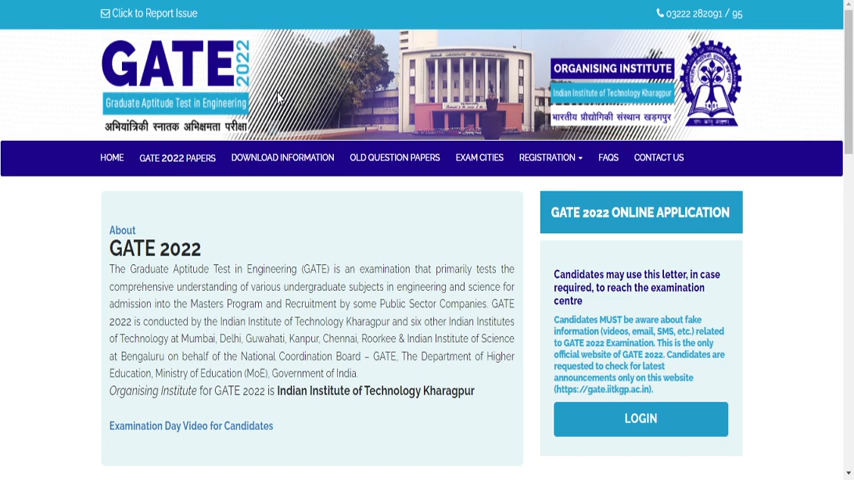 Click to Report Issue
03222 282091 / 95
GATE 2022
Graduate Aptitude Test in Engineering
अभियांत्रिकी स्नातक अभिक्षमता परीक्षा
ORGANISING INSTITUTE
Indian Institute of Technology Kharagpur
भारतीय प्रौद्योगिकी संस्थान खड़गपुर
HOME
GATE 2022 PAPERS
DOWNLOAD INFORMATION
OLD QUESTION PAPERS
EXAM CITIES
REGISTRATION
FAQS
CONTACT US
About
GATE 2022
The Graduate Aptitude Test in Engineering (GATE) is an examination that primarily tests the
comprehensive understanding of various undergraduate subjects in engineering and science for
admission into the Masters Program and Recruitment by some Public Sector Companies. GATE
2022 is conducted by the Indian Institute of Technology Kharagpur and six other Indian Institutes
of Technology at Mumbai, Delhi, Guwahati, Kanpur, Chennai, Roorkee & Indian Institute of Science
at Bengaluru on behalf of the National Coordination Board – GATE, The Department of Higher
Education, Ministry of Education (MoE), Government of India.
Organising Institute for GATE 2022 is Indian Institute of Technology Kharagpur
Examination Day Video for Candidates
GATE 2022 ONLINE APPLICATION
Candidates may use this letter, in case
required, to reach the examination
centre
Candidates MUST be aware about fake
information (videos, email, SMS, etc.) related
to GATE 2022 Examination. This is the only
official website of GATE 2022. Candidates are
requested to check for latest
announcements only on this website
(https://gate.iitkgp.ac.in).
LOGIN